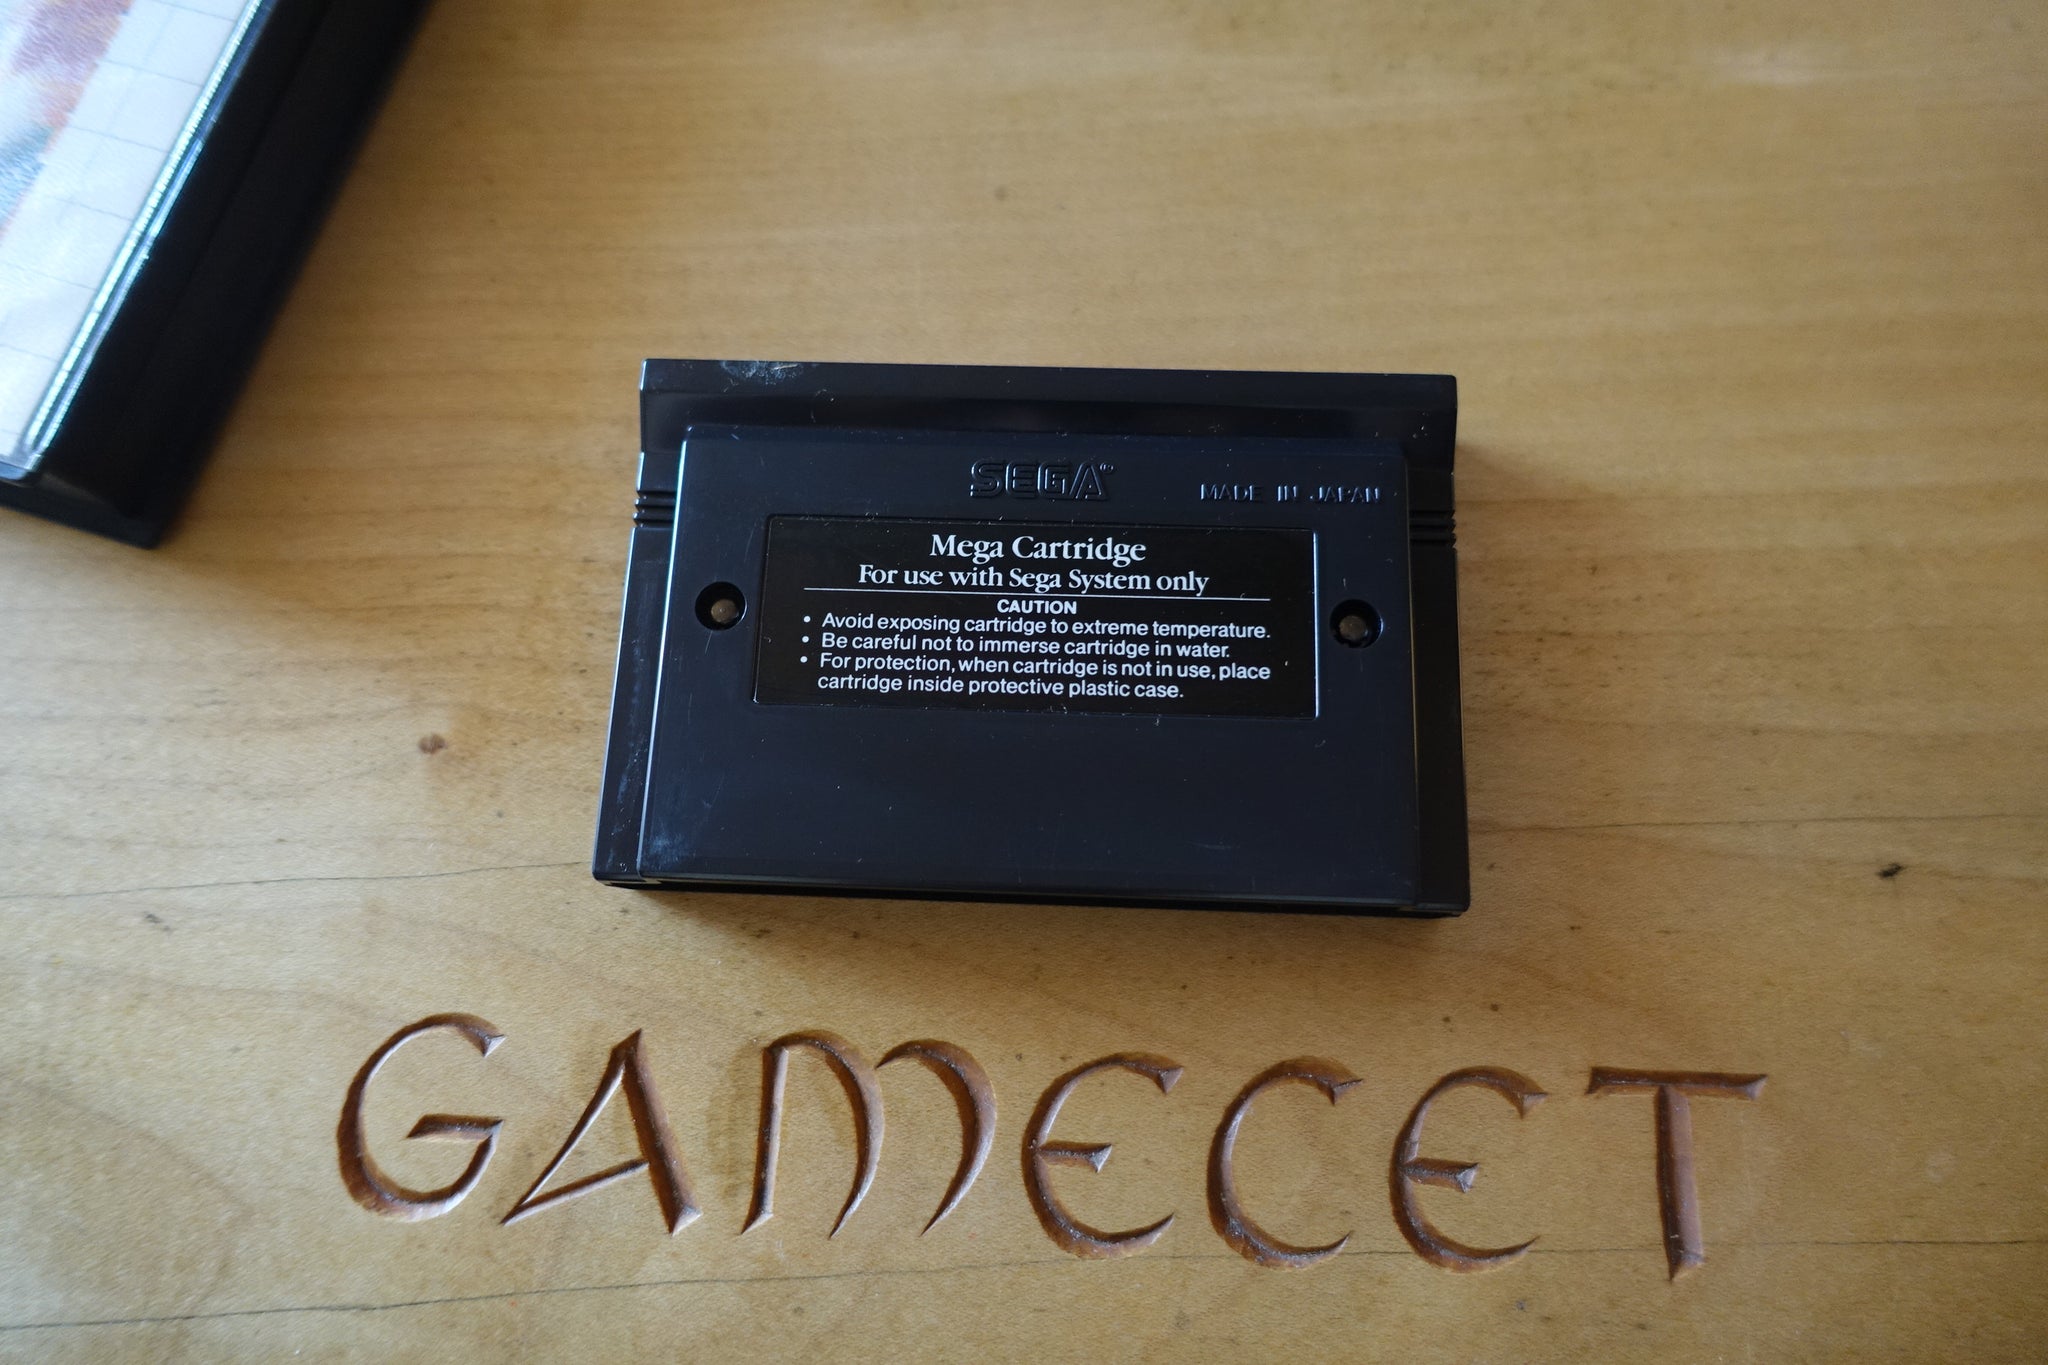 SEGA®
MADE IN JAPAN
Mega Cartridge
For use with Sega System only
CAUTION
• Avoid exposing cartridge to extreme temperature.
• Be careful not to immerse cartridge in water.
• For protection, when cartridge is not in use, place
cartridge inside protective plastic case.
GAMECET